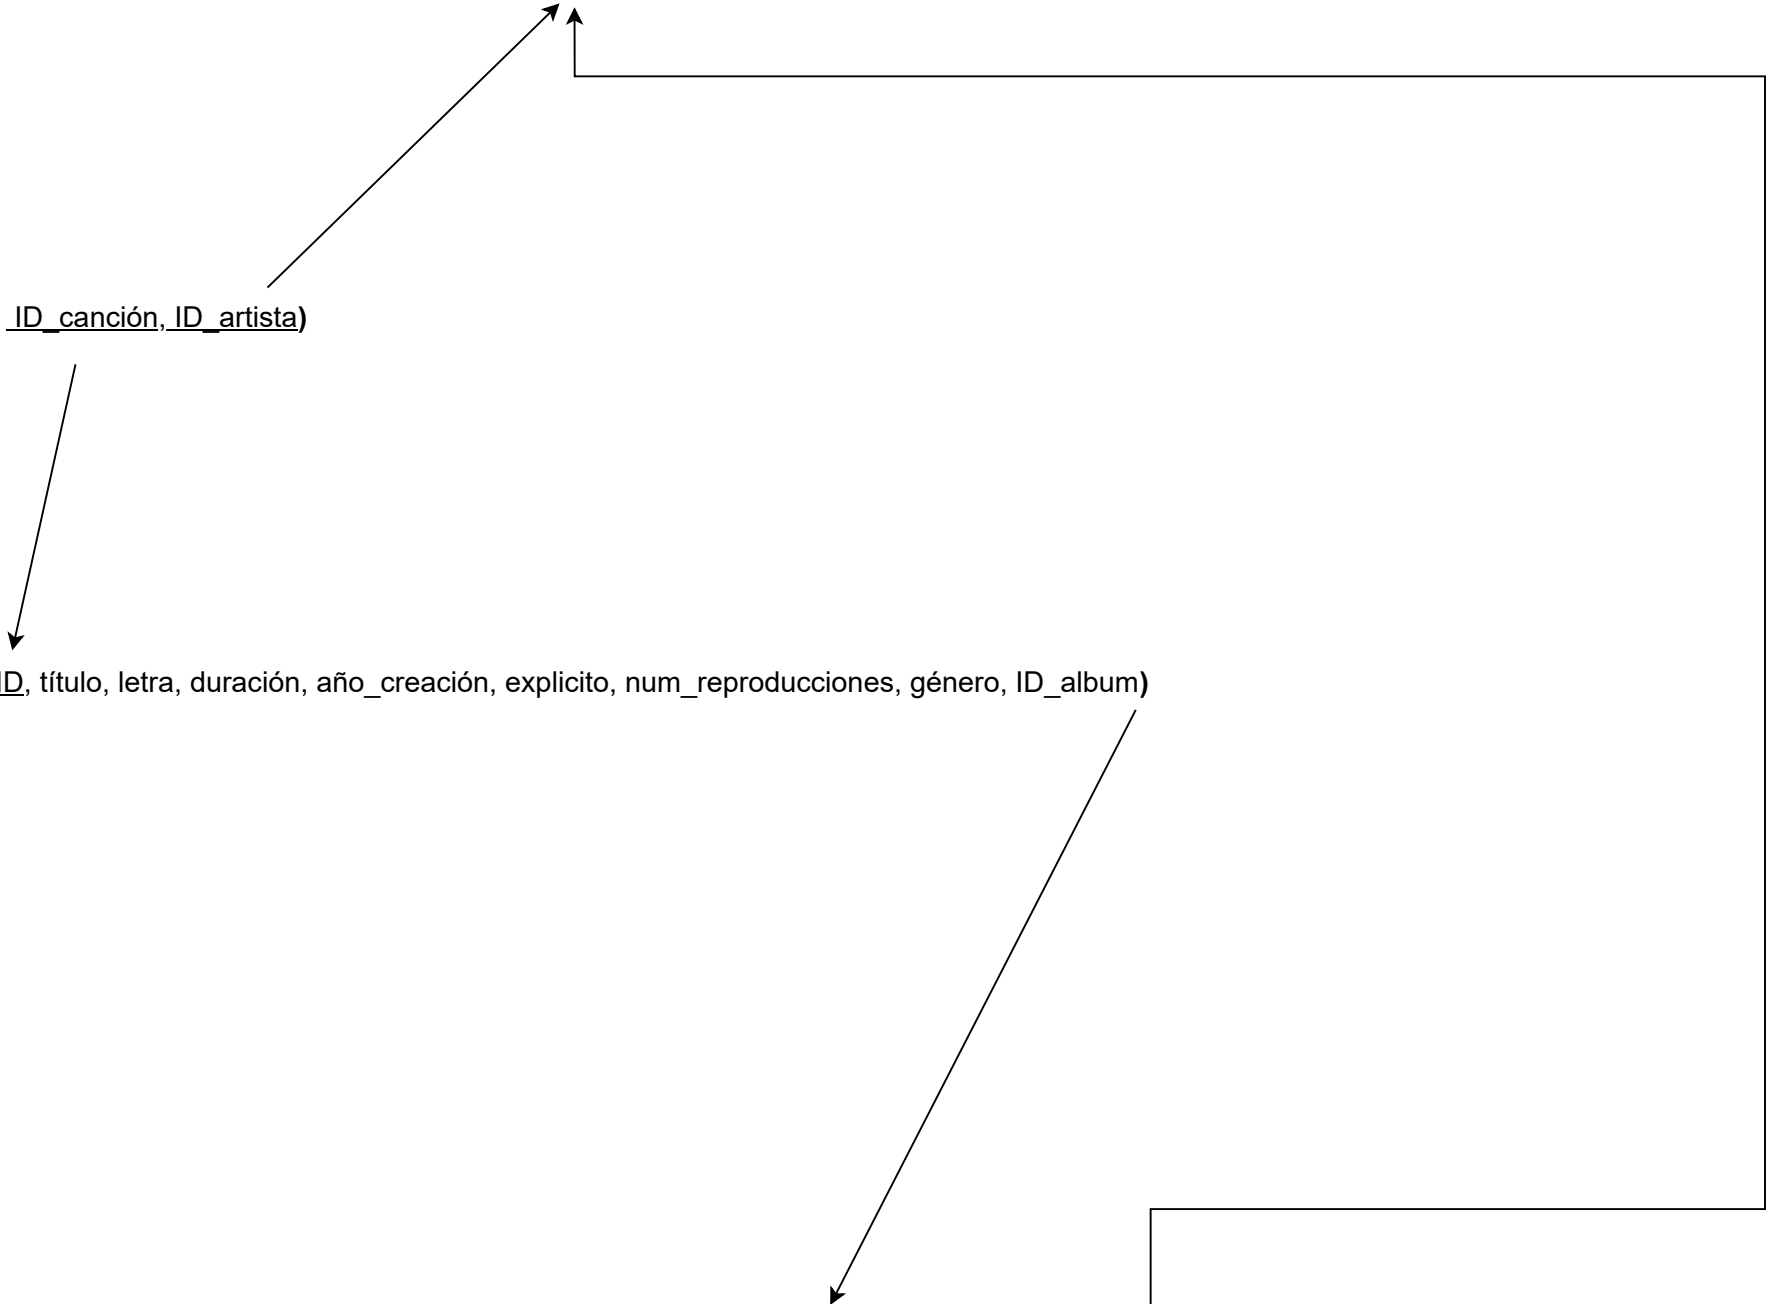 ID_canción, ID_artista)
ID, título, letra, duración, año_creación, explicito, num_reproducciones, género, ID_album)